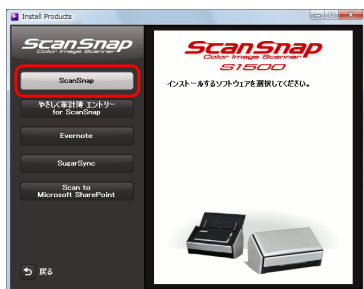 Install Products
ScanSnap
Color Image Scanner
ScanSnap
やさしく家計簿 エントリー
for ScanSnap
Evernote
SugarSync
Scan to
Microsoft SharePoint
戻る
ScanSnap
Color Image Scanner
S1500
インストールするソフトウェアを選択してください。